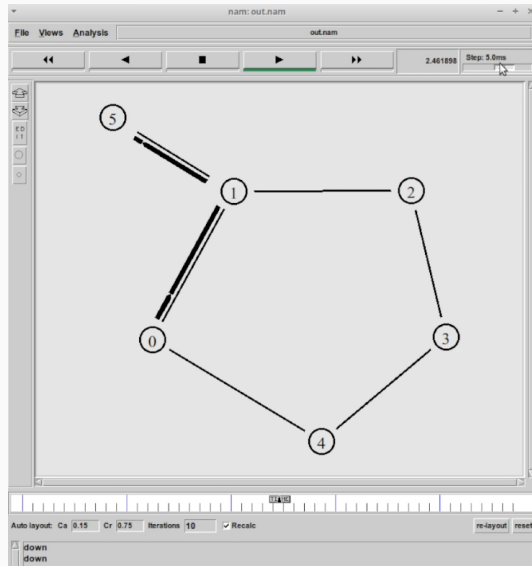 nam: out.nam
File Views Analysis out.nam
2.461898 Step: 5.0ms
E D
I T
5
1
2
0
3
4
TIME
Auto layout: Ca 0.15 Cr 0.75 Iterations 10 Recalc re-layout reset
down
down